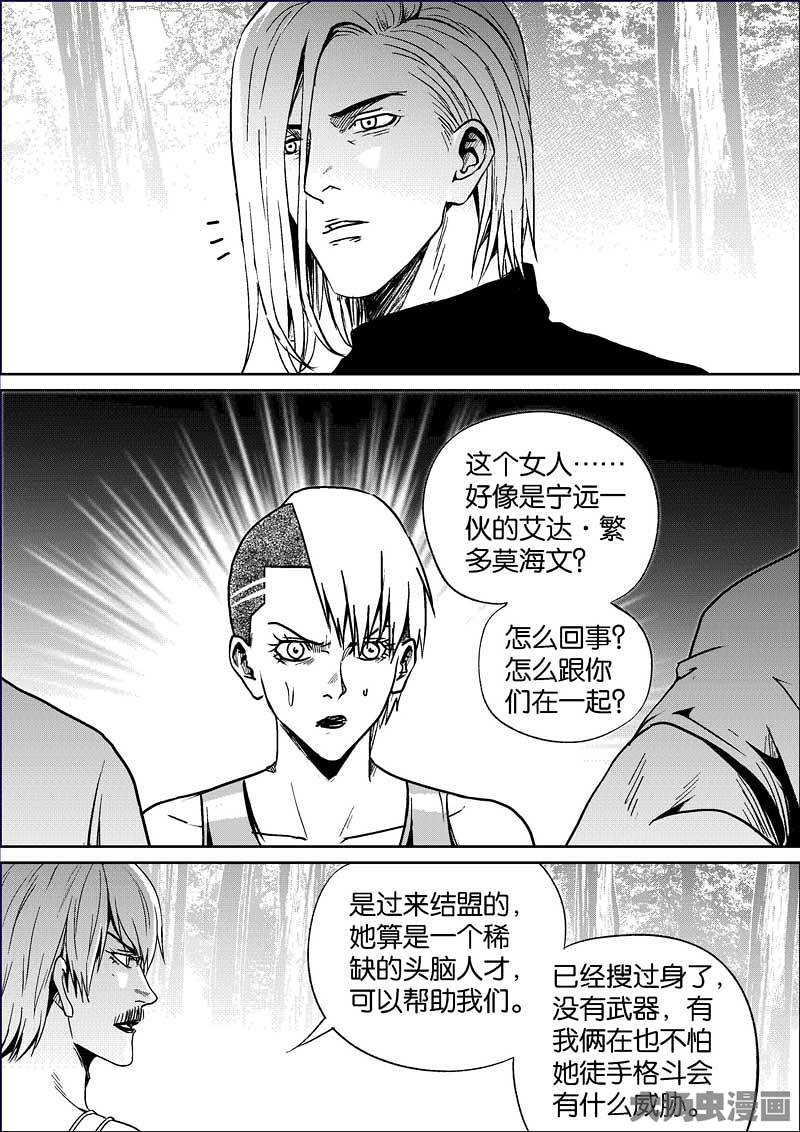 这个女人……
好像是宁远一
伙的艾达·繁
多莫海文?
怎么回事?
怎么跟你
们在一起?
是过来结盟的，
她算是一个稀
缺的头脑人才，
可以帮助我们。
已经搜过身了，
没有武器，有
我俩在也不怕
她徒手格斗会
有什么威胁。
虫漫画